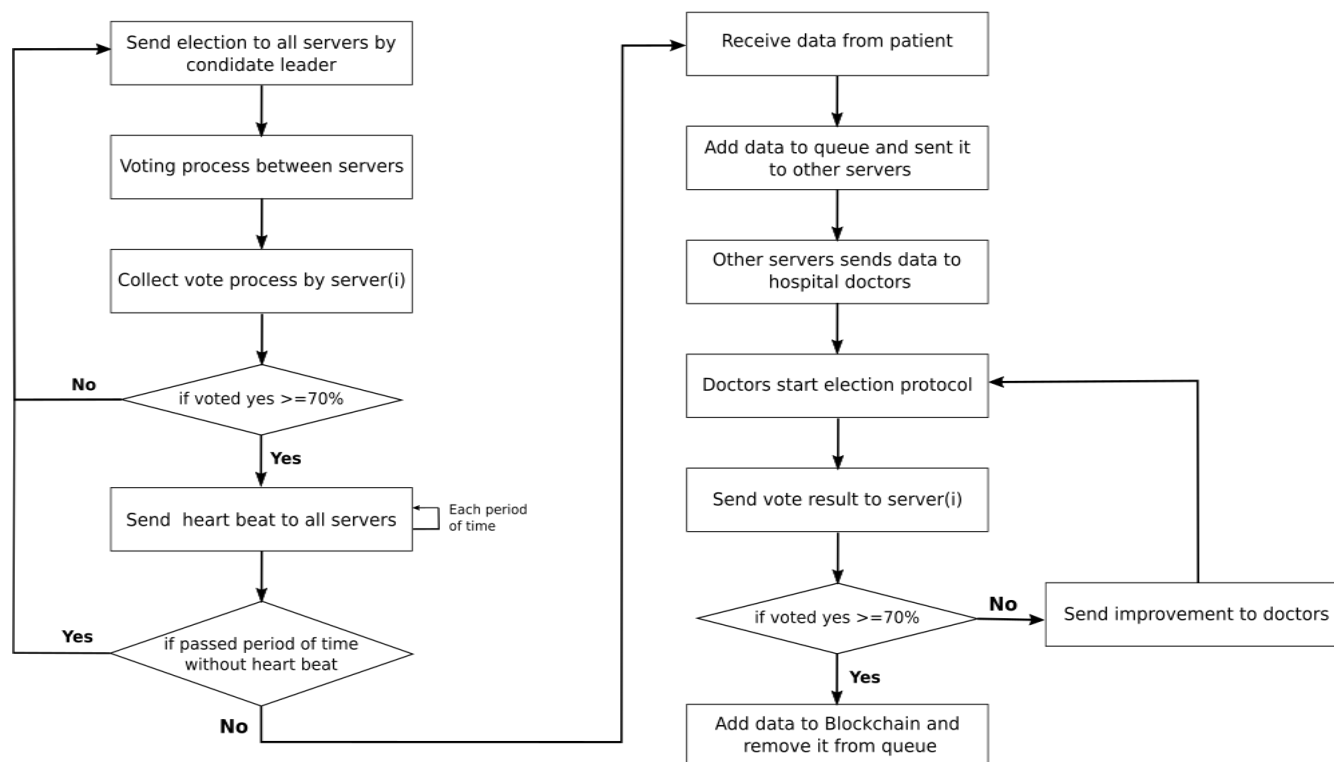 Send election to all servers by
candidate leader
Voting process between servers
Collect vote process by server(i)
No
if voted yes >=70%
Yes
Send heart beat to all servers
Each period
of time
Yes
if passed period of time
without heart beat
No
Receive data from patient
Add data to queue and sent it
to other servers
Other servers sends data to
hospital doctors
Doctors start election protocol
Send vote result to server(i)
if voted yes >=70%
No
Send improvement to doctors
Yes
Add data to Blockchain and
remove it from queue